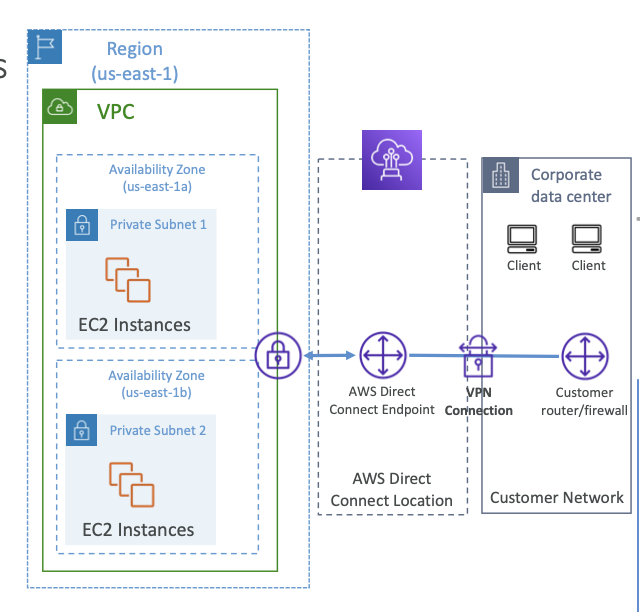 s
Region
(us-east-1)
VPC
Availability Zone
(us-east-1a)
Private Subnet 1
EC2 Instances
Availability Zone
(us-east-1b)
Private Subnet 2
EC2 Instances
AWS Direct
Connect Endpoint
AWS Direct
Connect Location
VPN
Connection
Corporate
data center
Client
Client
Customer
router/firewall
Customer Network